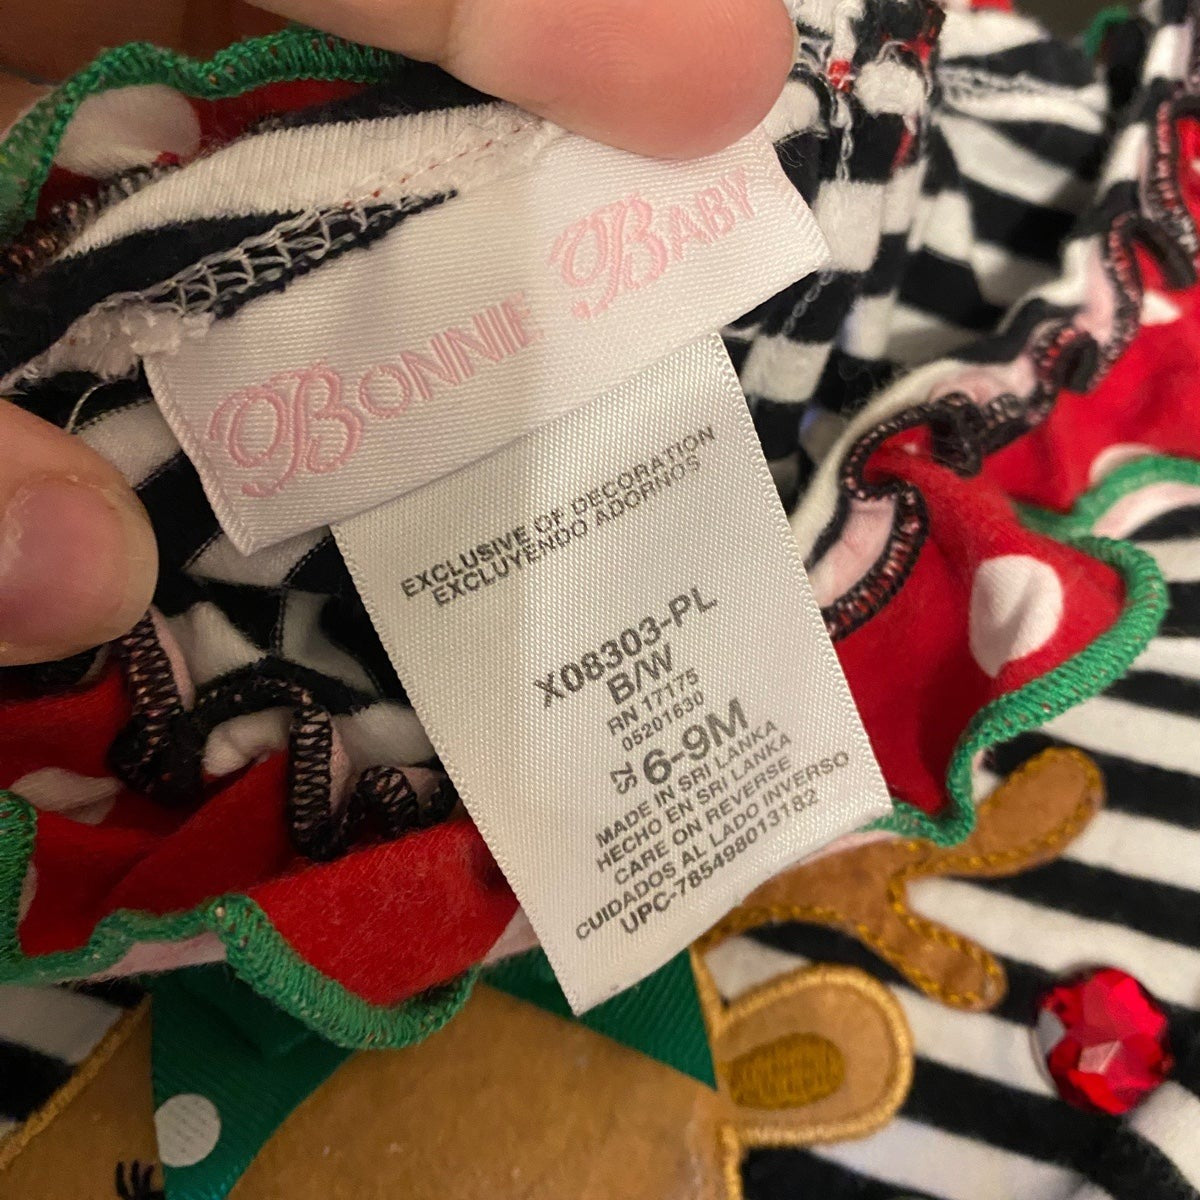 BONNIE BABY
EXCLUSIVE OF DECORATION
EXCLUYENDO ADORNOS
X08303-PL
B/W
RN 17175
05201630
ZS 6-9M
MADE IN SRI LANKA
HECHO EN SRI LANKA
CARE ON REVERSE
CUIDADOS AL LADO INVERSO
UPC-785498013182